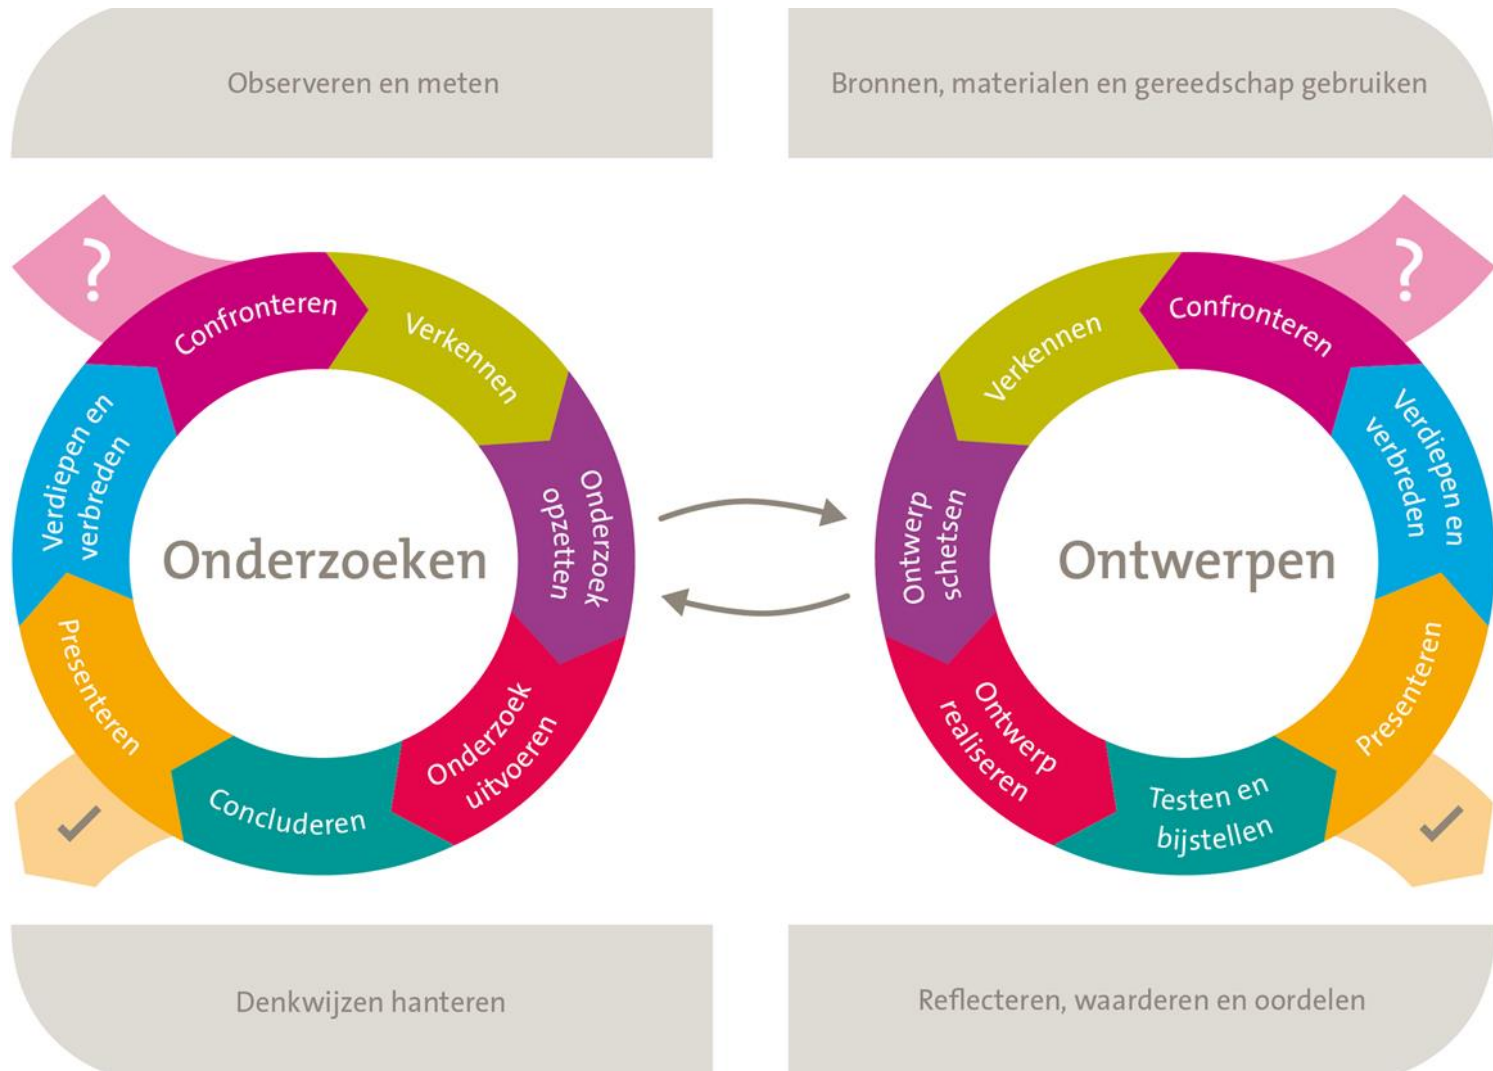 Observeren en meten
Bronnen, materialen en gereedschap gebruiken
?
Confronteren
Verkennen
Onderzoek
opzetten
Onderzoek
uitvoeren
Concluderen
Presenteren
Verdiepen en
verbreden
Onderzoeken
?
Confronteren
Verkennen
Ontwerp
schetsen
Ontwerp
realiseren
Testen en
bijstellen
Presenteren
Verdiepen en
verbreden
Ontwerpen
Denkwijzen hanteren
Reflecteren, waarderen en oordelen